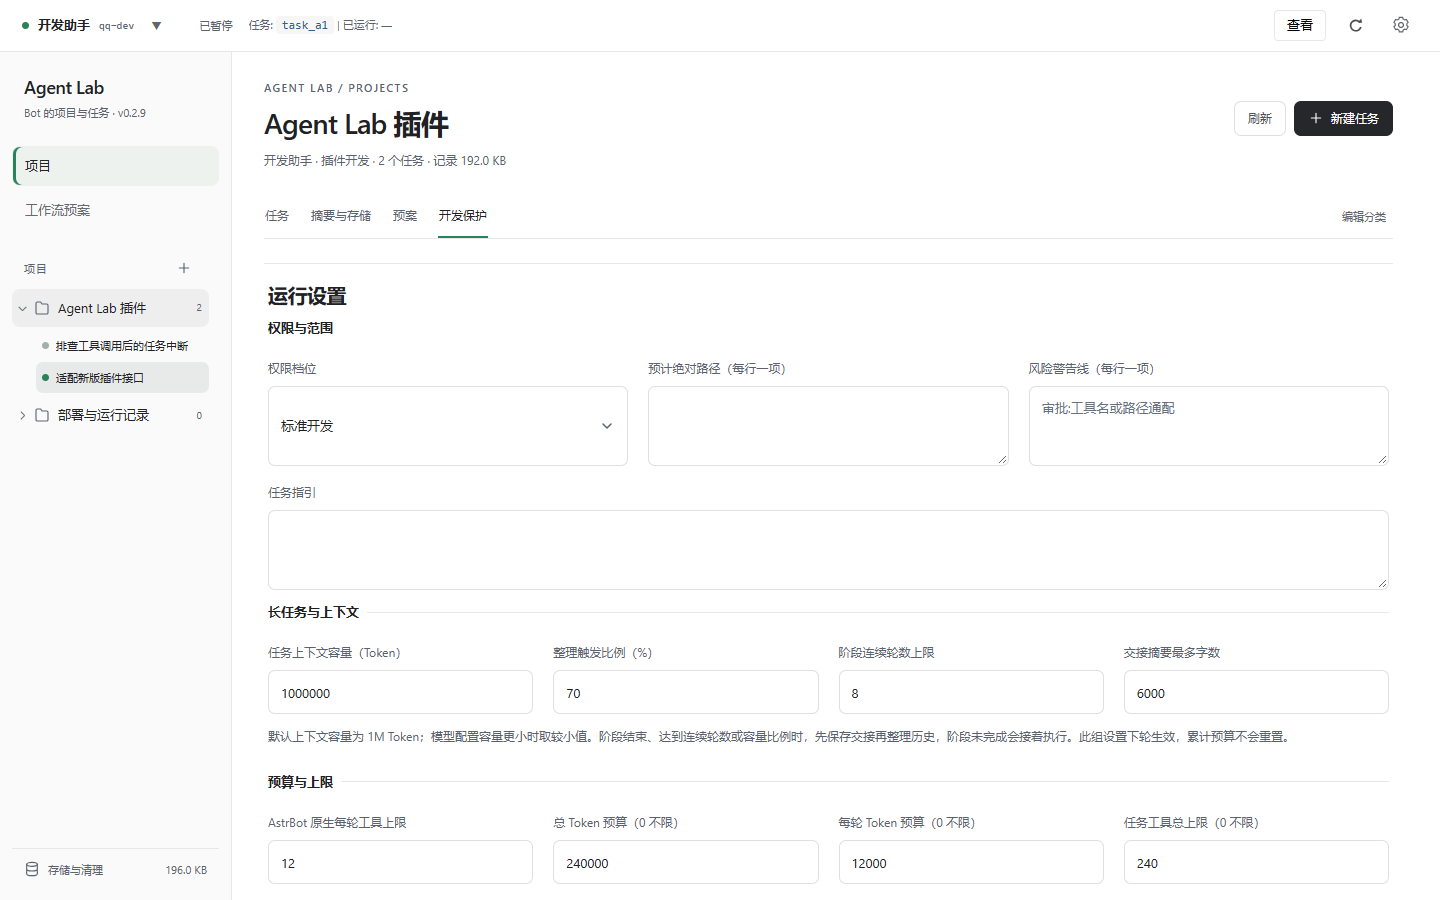 开发助手 qq-dev ▼ 已暂停 任务: task_a1 | 已运行: — 查看
Agent Lab
Bot 的项目与任务 · v0.2.9
项目
工作流预案
项目
Agent Lab 插件 2
排查工具调用后的任务中断
适配新版插件接口
部署与运行记录 0
存储与清理 196.0 KB
AGENT LAB / PROJECTS
Agent Lab 插件
开发助手 · 插件开发 · 2 个任务 · 记录 192.0 KB
刷新 新建任务
任务 摘要与存储 预案 开发保护 编辑分类
运行设置
权限与范围
权限档位 预计绝对路径（每行一项） 风险警告线（每行一项）
标准开发 审批:工具名或路径通配
任务指引
长任务与上下文
任务上下文容量（Token） 整理触发比例（%） 阶段连续轮数上限 交接摘要最多字数
1000000 70 8 6000
默认上下文容量为 1M Token；模型配置容量更小时取较小值。阶段结束、达到连续轮数或容量比例时，先保存交接再整理历史，阶段未完成会接着执行。此组设置下轮生效，累计预算不会重置。
预算与上限
AstrBot 原生每轮工具上限 总 Token 预算（0 不限） 每轮 Token 预算（0 不限） 任务工具总上限（0 不限）
12 240000 12000 240